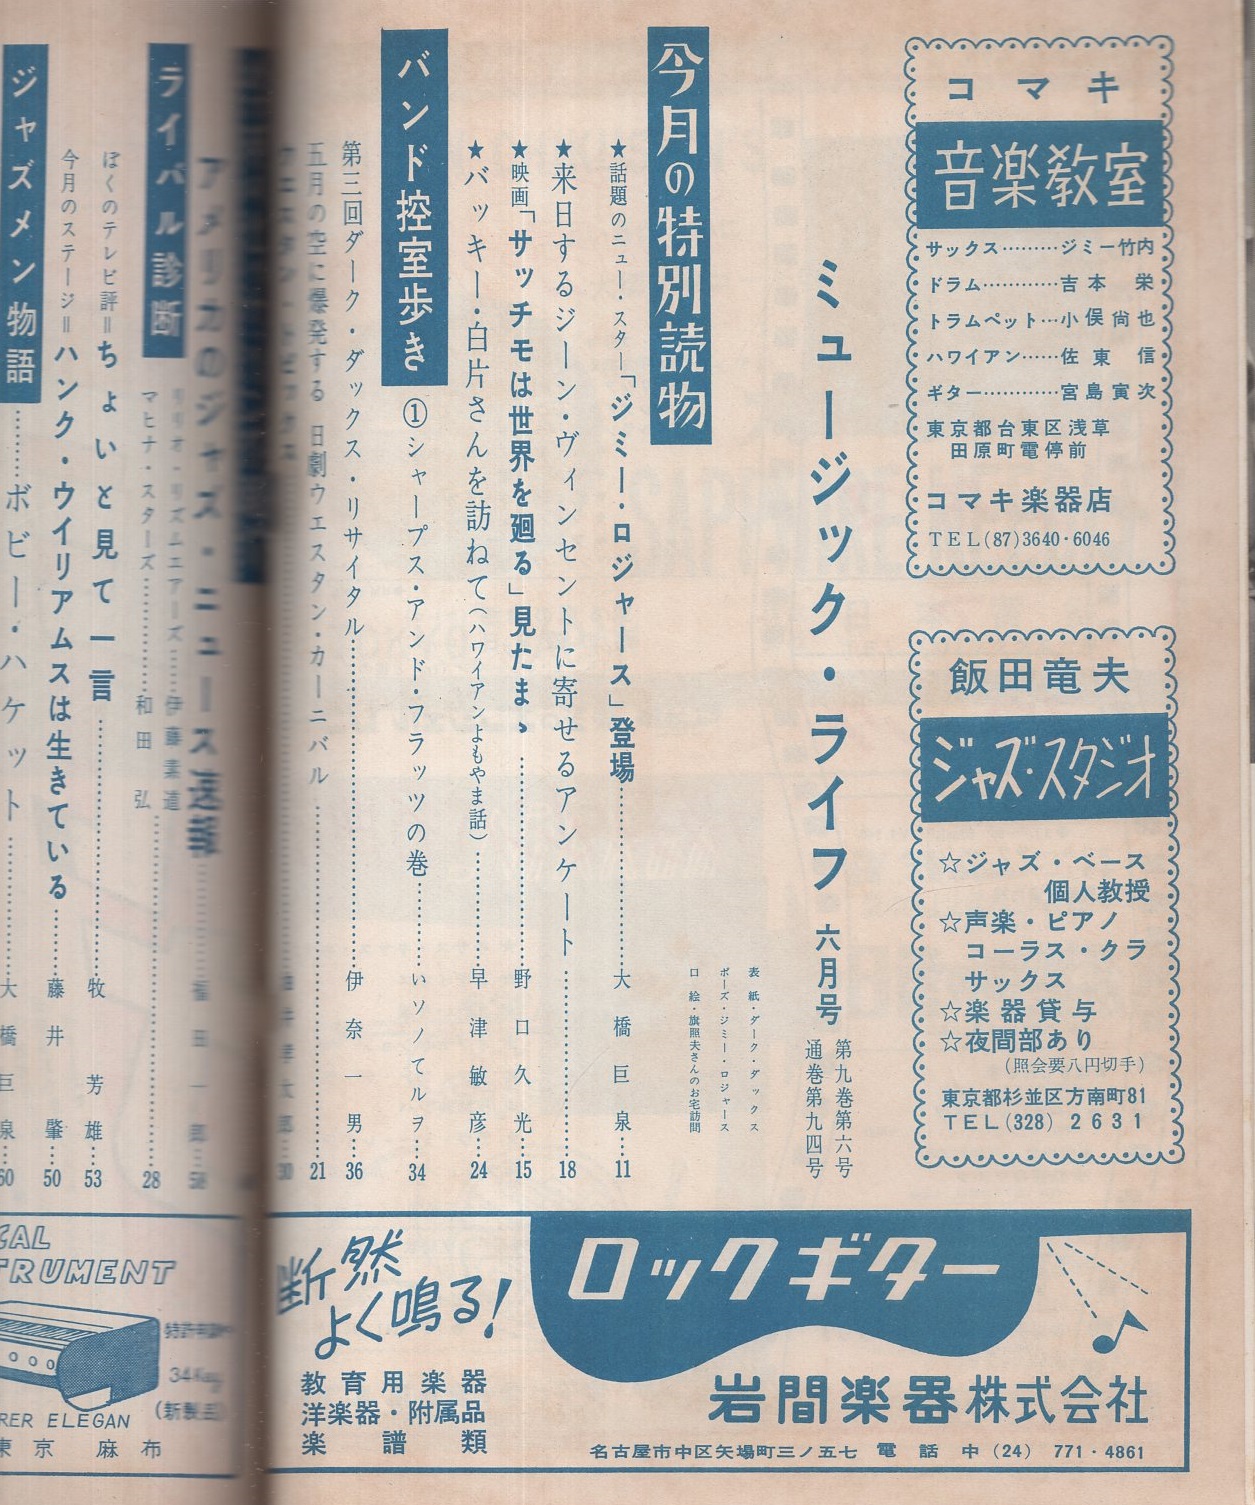 コマキ
音楽教室
サックス………ジミー竹内
ドラム…………吉本 栄
トラムペット…小俣尚也
ハワイアン……佐東 信
ギター…………宮島寅次
東京都台東区浅草
田原町電停前
コマキ楽器店
TEL(87)3640・6046
飯田竜夫
ジャズ・スタジオ
☆ジャズ・ベース
個人教授
☆声楽・ピアノ
コーラス・クラ
サックス
☆楽器貸与
☆夜間部あり
(照会要八円切手)
東京都杉並区方南町81
TEL(328) 2631
ミュージック・ライフ 六月号
第九巻第六号
通巻第九四号
表紙・ダーク・ダックス
ポーズ・ジミー・ロジャース
口絵・旗照夫さんのお宅訪問
今月の特別読物
★話題のニュー・スター「ジミー・ロジャース」登場………大橋巨泉…11
★来日するジーン・ヴィンセントに寄せるアンケート………18
★映画「サッチモは世界を廻る」見たまゝ………野口久光…15
★バッキー・白片さんを訪ねて(ハワイアンよもやま話)………早津敏彦…24
バンド控室歩き ①シャープス・アンド・フラッツの巻………いソノてルヲ…34
第三回ダーク・ダックス・リサイタル………伊奈一男…36
五月の空に爆発する 日劇ウエスタン・カーニバル………21
アメリカのジャズ・ニュース速報………福田一郎…58
ライバル診断
マヒナ・スターズ………和田 弘
28
ぼくのテレビ評＝ちょいと見て一言………牧 芳雄…53
今月のステージ＝ハンク・ウイリアムスは生きている………藤井 肇…50
ジャズメン物語………ボビー・ハケット………大橋巨泉…60
ロックギター
断然
よく鳴る!
教育用楽器
洋楽器・附属品
楽譜類
岩間楽器株式会社
名古屋市中区矢場町三ノ五七 電話 中(24) 771・4861
CAL
TRUMENT
34Key
(新製品)
RER ELEGAN
東京 麻布